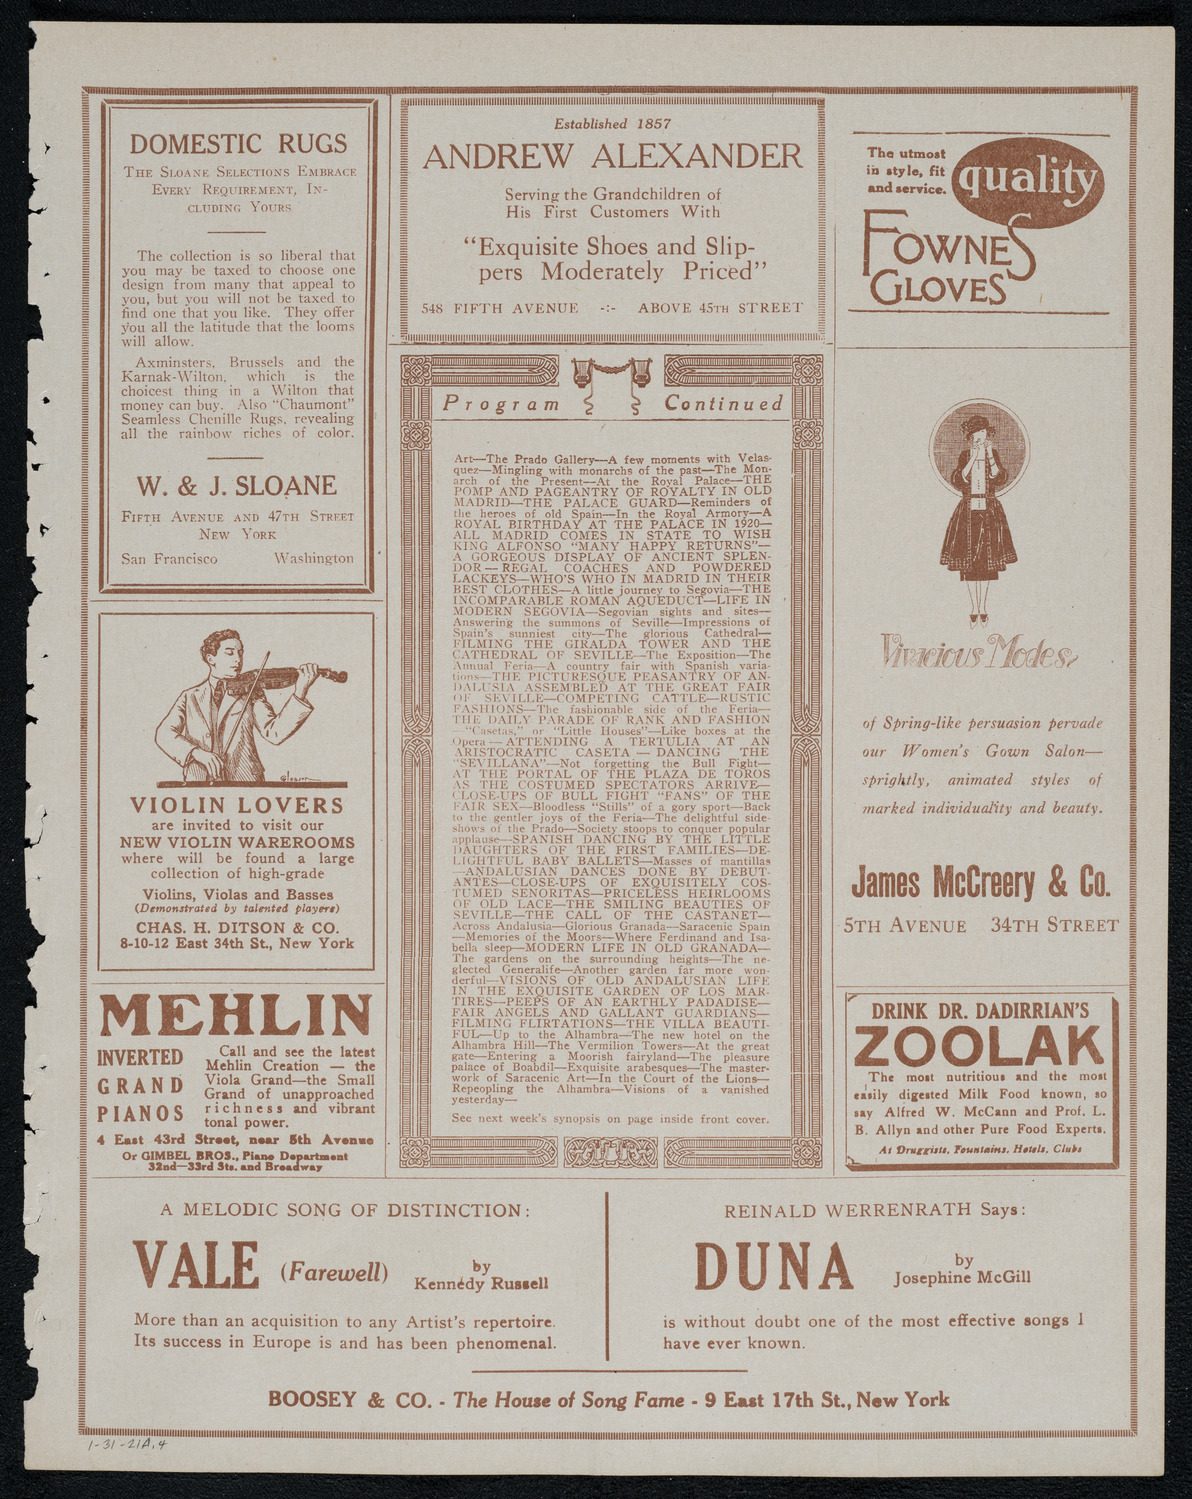 DOMESTIC RUGS
THE SLOANE SELECTIONS EMBRACE
EVERY REQUIREMENT, IN-
CLUDING YOURS
The collection is so liberal that
you may be taxed to choose one
design from many that appeal to
you, but you will not be taxed to
find one that you like. They offer
you all the latitude that the looms
will allow.
Axminsters, Brussels and the
Karnak-Wilton, which is the
choicest thing in a Wilton that
money can buy. Also "Chaumont"
Seamless Chenille Rugs, revealing
all the rainbow riches of color.
W. & J. SLOANE
FIFTH AVENUE AND 47TH STREET
NEW YORK
San Francisco Washington
Established 1857
ANDREW ALEXANDER
Serving the Grandchildren of
His First Customers With
"Exquisite Shoes and Slip-
pers Moderately Priced"
548 FIFTH AVENUE -:- ABOVE 45TH STREET
The utmost
in style, fit
and service.
quality
FOWNES
GLOVES
Program Continued
Art—The Prado Gallery—A few moments with Velas-
quez—Mingling with monarchs of the past—The Mon-
arch of the Present—At the Royal Palace—THE
POMP AND PAGEANTRY OF ROYALTY IN OLD
MADRID—THE PALACE GUARD—Reminders of
the heroes of old Spain—In the Royal Armory—A
ROYAL BIRTHDAY AT THE PALACE IN 1920—
ALL MADRID COMES IN STATE TO WISH
KING ALFONSO "MANY HAPPY RETURNS"—
A GORGEOUS DISPLAY OF ANCIENT SPLEN-
DOR—REGAL COACHES AND POWDERED
LACKEYS—WHO'S WHO IN MADRID IN THEIR
BEST CLOTHES—A little journey to Segovia—THE
INCOMPARABLE ROMAN AQUEDUCT—LIFE IN
MODERN SEGOVIA—Segovian sights and sites—
Answering the summons of Seville—Impressions of
Spain's sunniest city—The glorious Cathedral—
FILMING THE GIRALDA TOWER AND THE
CATHEDRAL OF SEVILLE—The Exposition—The
Annual Feria—A country fair with Spanish varia-
tions—THE PICTURESQUE PEASANTRY OF AN-
DALUSIA ASSEMBLED AT THE GREAT FAIR
OF SEVILLE—COMPETING CATTLE—RUSTIC
FASHIONS—The fashionable side of the Feria—
THE DAILY PARADE OF RANK AND FASHION
—"Casetas," or "Little Houses"—Like boxes at the
Opera—ATTENDING A TERTULIA AT AN
ARISTOCRATIC CASETA—DANCING THE
"SEVILLANA"—Not forgetting the Bull Fight—
AT THE PORTAL OF THE PLAZA DE TOROS
AS THE COSTUMED SPECTATORS ARRIVE—
CLOSE-UPS OF BULL FIGHT "FANS" OF THE
FAIR SEX—Bloodless "Stills" of a gory sport—Back
to the gentler joys of the Feria—The delightful side-
shows of the Prado—Society stoops to conquer popular
applause—SPANISH DANCING BY THE LITTLE
DAUGHTERS OF THE FIRST FAMILIES—DE-
LIGHTFUL BABY BALLETS—Masses of mantillas
—ANDALUSIAN DANCES DONE BY DEBUT-
ANTES—CLOSE-UPS OF EXQUISITELY COS-
TUMED SENORITAS—PRICELESS HEIRLOOMS
OF OLD LACE—THE SMILING BEAUTIES OF
SEVILLE—THE CALL OF THE CASTANET—
Across Andalusia—Glorious Granada—Saracenic Spain
—Memories of the Moors—Where Ferdinand and Isa-
bella sleep—MODERN LIFE IN OLD GRANADA—
The gardens on the surrounding heights—The ne-
glected Generalife—Another garden far more won-
derful—VISIONS OF OLD ANDALUSIAN LIFE
IN THE EXQUISITE GARDEN OF LOS MAR-
TIRES—PEEPS OF AN EARTHLY PADADISE—
FAIR ANGELS AND GALLANT GUARDIANS—
FILMING FLIRTATIONS—THE VILLA BEAUTI-
FUL—Up to the Alhambra—The new hotel on the
Alhambra Hill—The Vermilion Towers—At the great
gate—Entering a Moorish fairyland—The pleasure
palace of Boabdil—Exquisite arabesques—The master-
work of Saracenic Art—In the Court of the Lions—
Repeopling the Alhambra—Visions of a vanished
yesterday—
See next week's synopsis on page inside front cover.
Vivacious Modes
of Spring-like persuasion pervade
our Women's Gown Salon—
sprightly, animated styles of
marked individuality and beauty.
James McCreery & Co.
5TH AVENUE 34TH STREET
Gleason
VIOLIN LOVERS
are invited to visit our
NEW VIOLIN WAREROOMS
where will be found a large
collection of high-grade
Violins, Violas and Basses
(Demonstrated by talented players)
CHAS. H. DITSON & CO.
8-10-12 East 34th St., New York
MEHLIN
INVERTED
GRAND
PIANOS
Call and see the latest
Mehlin Creation — the
Viola Grand—the Small
Grand of unapproached
richness and vibrant
tonal power.
4 East 43rd Street, near 5th Avenue
Or GIMBEL BROS., Piano Department
32nd—33rd Sts. and Broadway
DRINK DR. DADIRRIAN'S
ZOOLAK
The most nutritious and the most
easily digested Milk Food known, so
say Alfred W. McCann and Prof. L.
B. Allyn and other Pure Food Experts.
At Druggists, Fountains, Hotels, Clubs
A MELODIC SONG OF DISTINCTION:
VALE (Farewell) by
Kennedy Russell
More than an acquisition to any Artist's repertoire.
Its success in Europe is and has been phenomenal.
REINALD WERRENRATH Says:
DUNA by
Josephine McGill
is without doubt one of the most effective songs I
have ever known.
BOOSEY & CO. - The House of Song Fame - 9 East 17th St., New York
1-31-21A,4